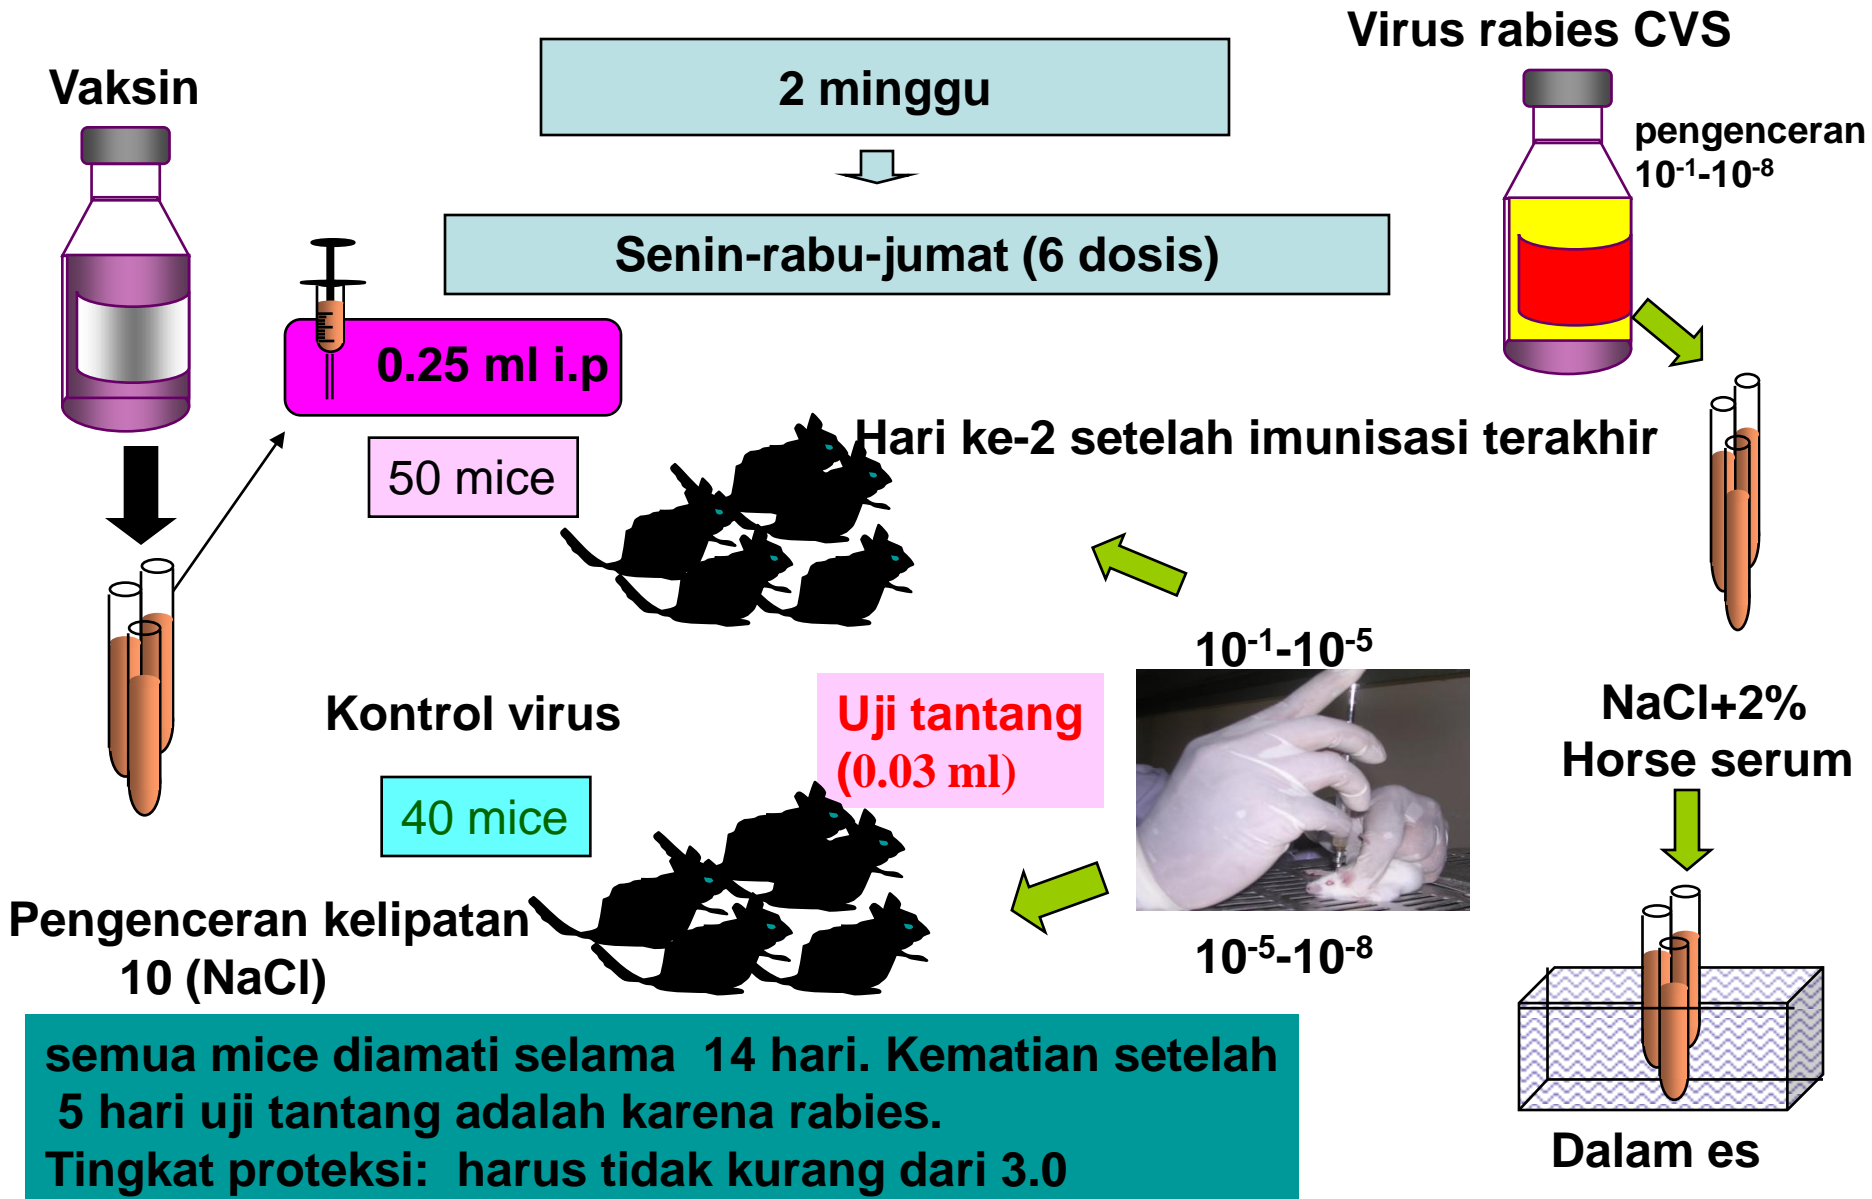 Virus rabies CVS
Vaksin
2 minggu
pengenceran
10⁻¹-10⁻⁸
Senin-rabu-jumat (6 dosis)
0.25 ml i.p
Hari ke-2 setelah imunisasi terakhir
50 mice
10⁻¹-10⁻⁵
Kontrol virus
Uji tantang
(0.03 ml)
NaCl+2%
Horse serum
40 mice
Pengenceran kelipatan
10 (NaCl)
10⁻⁵-10⁻⁸
semua mice diamati selama  14 hari. Kematian setelah
5 hari uji tantang adalah karena rabies.
Tingkat proteksi:  harus tidak kurang dari 3.0
Dalam es